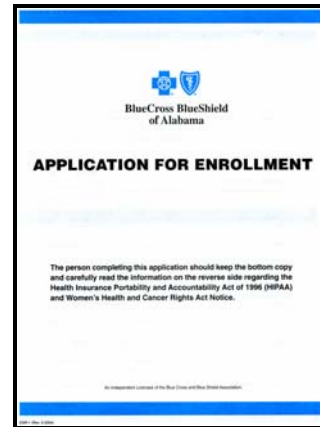 BlueCross BlueShield
of Alabama
APPLICATION FOR ENROLLMENT
The person completing this application should keep the bottom copy
and carefully read the information on the reverse side regarding the
Health Insurance Portability and Accountability Act of 1996 (HIPAA)
and Women's Health and Cancer Rights Act Notice.
An Independent Licensee of the Blue Cross and Blue Shield Association.